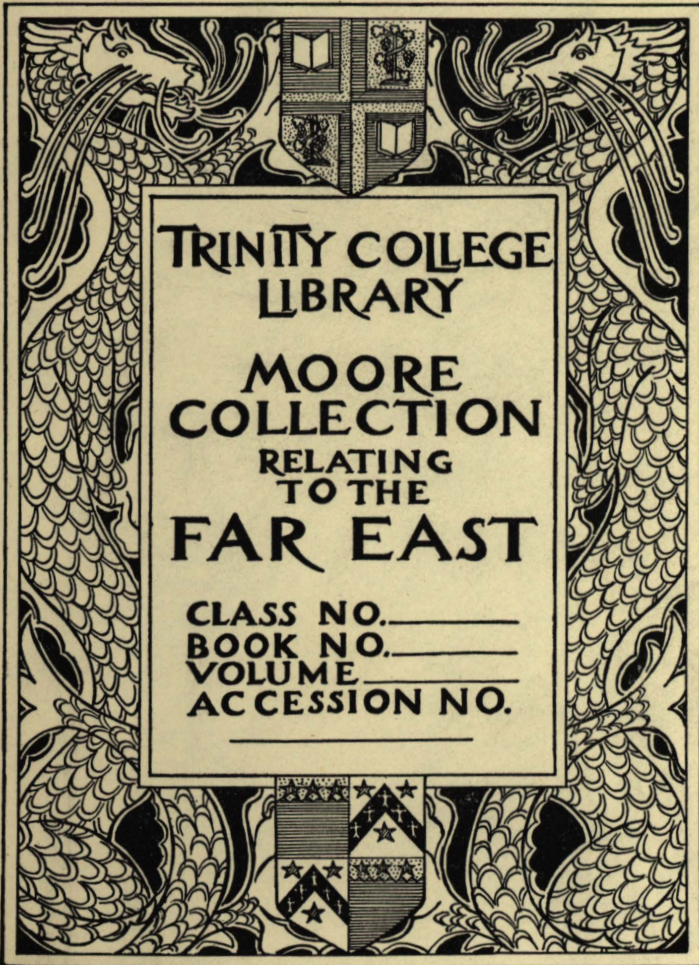 TRINITY COLLEGE
LIBRARY
MOORE
COLLECTION
RELATING
TO THE
FAR EAST
CLASS NO.
BOOK NO.
VOLUME
ACCESSION NO.